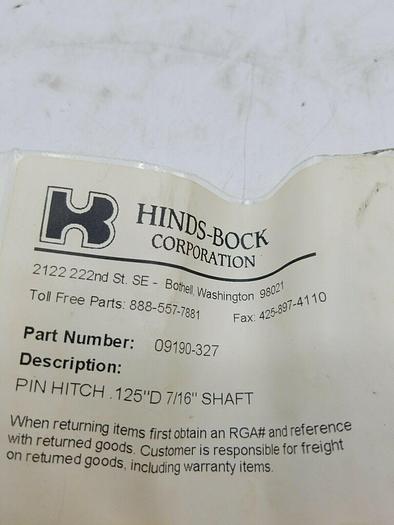 HB
HINDS-BOCK
CORPORATION
2122 222nd St. SE - Bothell, Washington 98021
Toll Free Parts: 888-557-7881 Fax: 425-897-4110
Part Number: 09190-327
Description:
PIN HITCH .125"D 7/16" SHAFT
When returning items first obtain an RGA# and reference
with returned goods. Customer is responsible for freight
on returned goods, including warranty items.